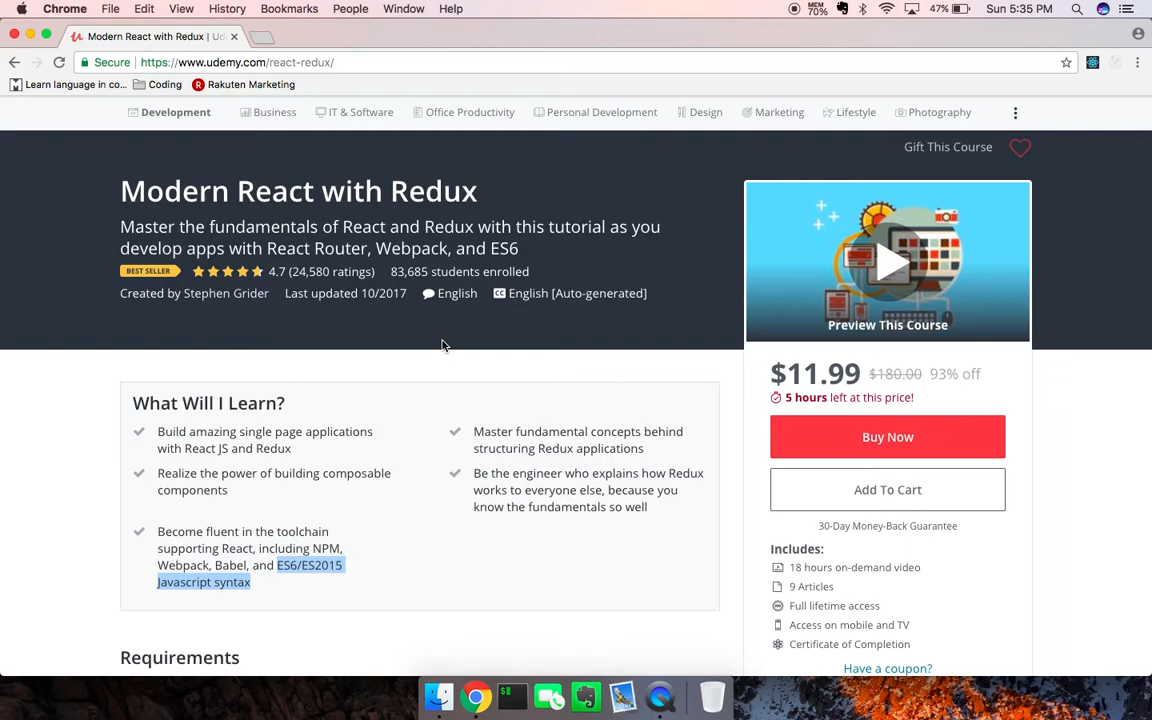 Chrome File Edit View History Bookmarks People Window Help MEM 70% 47% Sun 5:35 PM
Modern React with Redux | Ud
Secure https://www.udemy.com/react-redux/
Learn language in co... Coding Rakuten Marketing
Development Business IT & Software Office Productivity Personal Development Design Marketing Lifestyle Photography
Gift This Course
Modern React with Redux
Master the fundamentals of React and Redux with this tutorial as you
develop apps with React Router, Webpack, and ES6
BEST SELLER 4.7 (24,580 ratings) 83,685 students enrolled
Created by Stephen Grider Last updated 10/2017 English CC English [Auto-generated]
Preview This Course
$11.99 $180.00 93% off
5 hours left at this price!
Buy Now
Add To Cart
30-Day Money-Back Guarantee
Includes:
18 hours on-demand video
9 Articles
Full lifetime access
Access on mobile and TV
Certificate of Completion
Have a coupon?
What Will I Learn?
Build amazing single page applications
with React JS and Redux
Realize the power of building composable
components
Become fluent in the toolchain
supporting React, including NPM,
Webpack, Babel, and ES6/ES2015
Javascript syntax
Master fundamental concepts behind
structuring Redux applications
Be the engineer who explains how Redux
works to everyone else, because you
know the fundamentals so well
Requirements